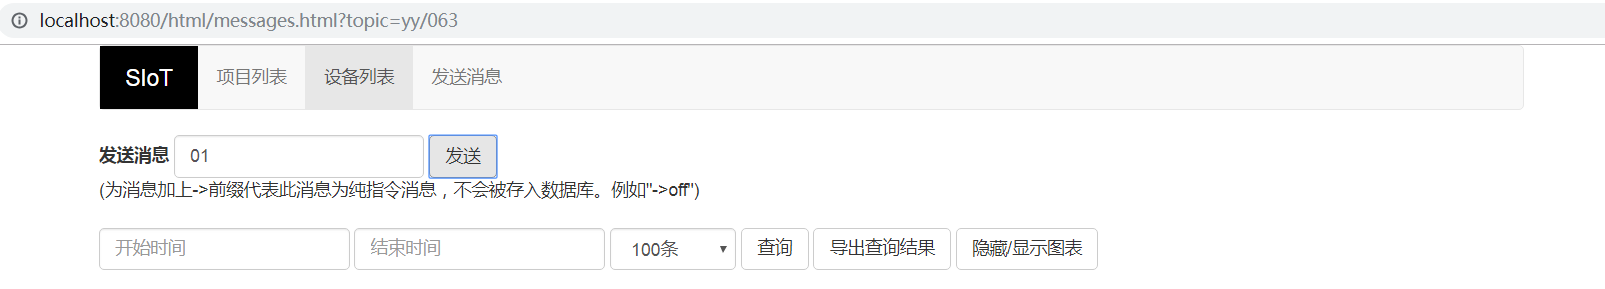 localhost:8080/html/messages.html?topic=yy/063
SIoT 项目列表 设备列表 发送消息
发送消息 01 发送
(为消息加上->前缀代表此消息为纯指令消息，不会被存入数据库。例如"->off")
开始时间 结束时间 100条 查询 导出查询结果 隐藏/显示图表